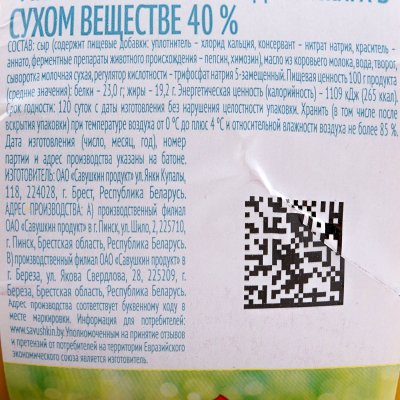 СУХОМ ВЕЩЕСТВЕ 40 %
СОСТАВ: сыр (содержит пищевые добавки: уплотнитель - хлорид кальция, консервант - нитрат натрия, краситель -
аннато, ферментные препараты животного происхождения - пепсин, химозин), масло из коровьего молока, вода, творог,
сыворотка молочная сухая, регулятор кислотности - трифосфат натрия 5-замещенный. Пищевая ценность 100 г продукта
(средние значения): белки - 23,0 г; жиры - 19,2 г. Энергетическая ценность (калорийность) - 1109 кДж (265 ккал).
Срок годности: 120 суток с даты изготовления без нарушения целостности упаковки. Хранить (в том числе после
вскрытия упаковки) при температуре воздуха от 0 °С до плюс 4 °С и относительной влажности воздуха не более 85 %.
Дата изготовления (число, месяц, год), номер
партии и адрес производства указаны на батоне.
ИЗГОТОВИТЕЛЬ: ОАО «Савушкин продукт» ул. Янки Купалы,
118, 224028, г. Брест, Республика Беларусь.
АДРЕС ПРОИЗВОДСТВА: А) производственный филиал
ОАО «Савушкин продукт» в г. Пинск, ул. Шило, 2, 225710,
г. Пинск, Брестская область, Республика Беларусь.
В) производственный филиал ОАО «Савушкин продукт» в
г. Береза, ул. Якова Свердлова, 28, 225209, г.
Береза, Брестская область, Республика Беларусь.
Адрес производства соответствует буквенному коду в
месте маркировки. Информация для потребителей:
www.savushkin.by. Уполномоченным на принятие отзывов
и претензий от потребителей на территории Евразийского
экономического союза является изготовитель.